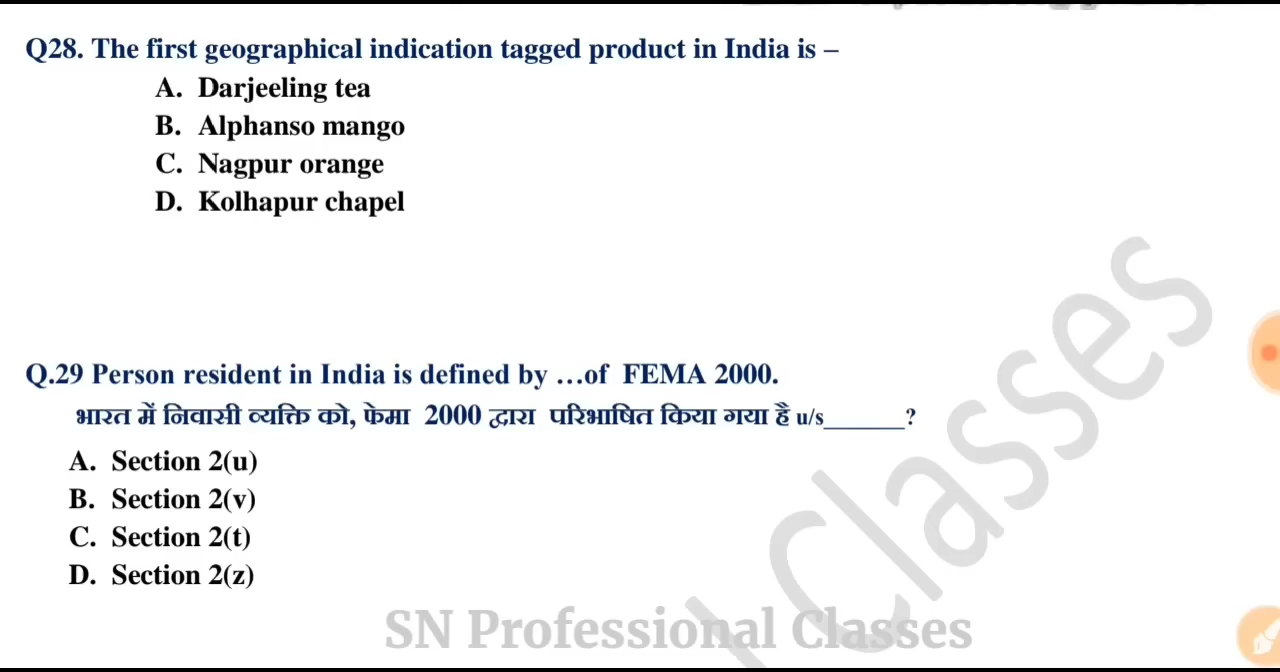 Q28. The first geographical indication tagged product in India is –
A. Darjeeling tea
B. Alphanso mango
C. Nagpur orange
D. Kolhapur chapel
Q.29 Person resident in India is defined by …of FEMA 2000.
भारत में निवासी व्यक्ति को, फेमा 2000 द्वारा परिभाषित किया गया है u/s_______?
A. Section 2(u)
B. Section 2(v)
C. Section 2(t)
D. Section 2(z)
Classes
SN Professional Classes